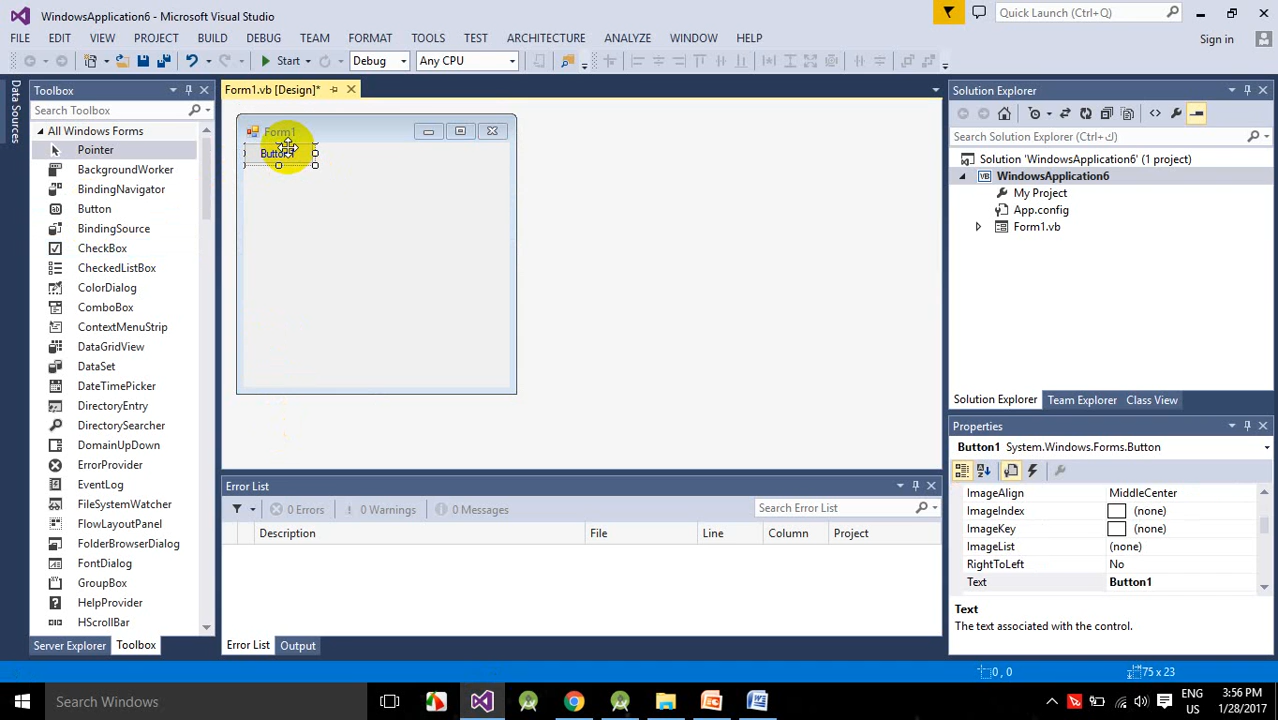 WindowsApplication6 - Microsoft Visual Studio
Quick Launch (Ctrl+Q)
FILE EDIT VIEW PROJECT BUILD DEBUG TEAM FORMAT TOOLS TEST ARCHITECTURE ANALYZE WINDOW HELP
Sign in
Start Debug Any CPU
Data Sources
Toolbox
Search Toolbox
All Windows Forms
Pointer
BackgroundWorker
BindingNavigator
Button
BindingSource
CheckBox
CheckedListBox
ColorDialog
ComboBox
ContextMenuStrip
DataGridView
DataSet
DateTimePicker
DirectoryEntry
DirectorySearcher
DomainUpDown
ErrorProvider
EventLog
FileSystemWatcher
FlowLayoutPanel
FolderBrowserDialog
FontDialog
GroupBox
HelpProvider
HScrollBar
Server Explorer Toolbox
Form1.vb [Design]*
Form1
Button1
Error List
0 Errors 0 Warnings 0 Messages
Search Error List
Description File Line Column Project
Error List Output
Solution Explorer
Search Solution Explorer (Ctrl+;)
Solution 'WindowsApplication6' (1 project)
VB WindowsApplication6
My Project
App.config
Form1.vb
Solution Explorer Team Explorer Class View
Properties
Button1 System.Windows.Forms.Button
ImageAlign MiddleCenter
ImageIndex (none)
ImageKey (none)
ImageList (none)
RightToLeft No
Text Button1
Text
The text associated with the control.
0 , 0 75 x 23
Search Windows
ENG
US
3:56 PM
1/28/2017